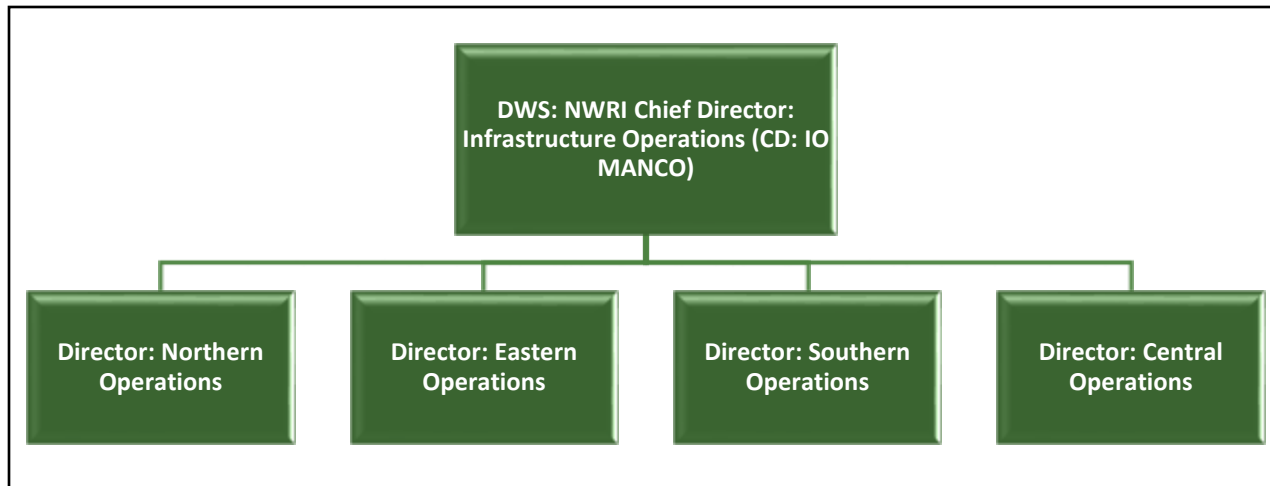 DWS: NWRI Chief Director:
Infrastructure Operations (CD: IO
MANCO)
Director: Northern
Operations
Director: Eastern
Operations
Director: Southern
Operations
Director: Central
Operations